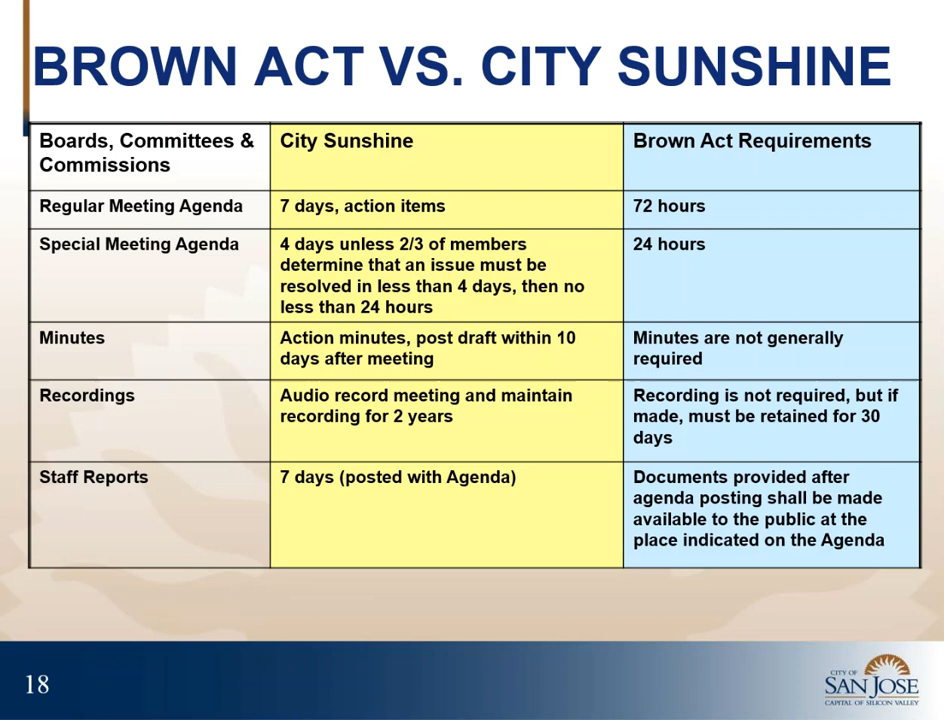 BROWN ACT VS. CITY SUNSHINE
Boards, Committees &
Commissions
City Sunshine
Brown Act Requirements
Regular Meeting Agenda
7 days, action items
72 hours
Special Meeting Agenda
4 days unless 2/3 of members
determine that an issue must be
resolved in less than 4 days, then no
less than 24 hours
24 hours
Minutes
Action minutes, post draft within 10
days after meeting
Minutes are not generally
required
Recordings
Audio record meeting and maintain
recording for 2 years
Recording is not required, but if
made, must be retained for 30
days
Staff Reports
7 days (posted with Agenda)
Documents provided after
agenda posting shall be made
available to the public at the
place indicated on the Agenda
18
CITY OF
SAN JOSE
CAPITAL OF SILICON VALLEY